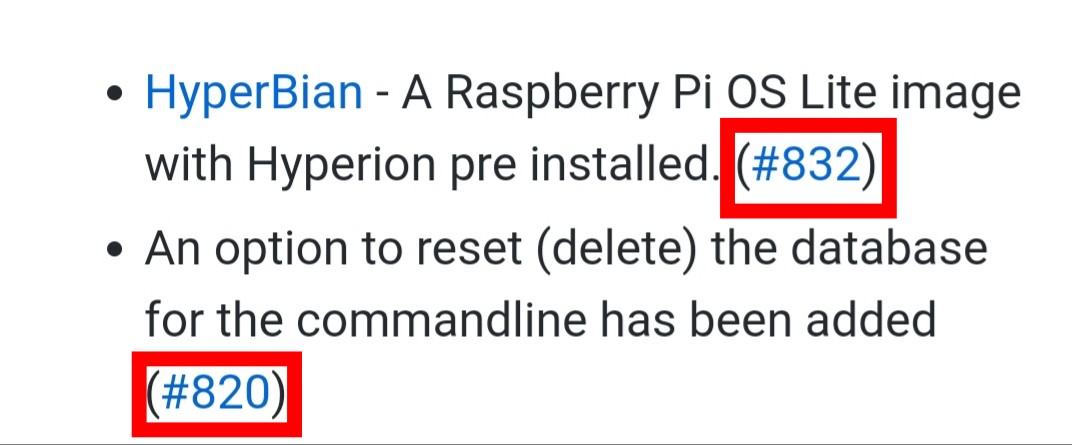 • HyperBian - A Raspberry Pi OS Lite image
with Hyperion pre installed. (#832)
• An option to reset (delete) the database
for the commandline has been added
(#820)